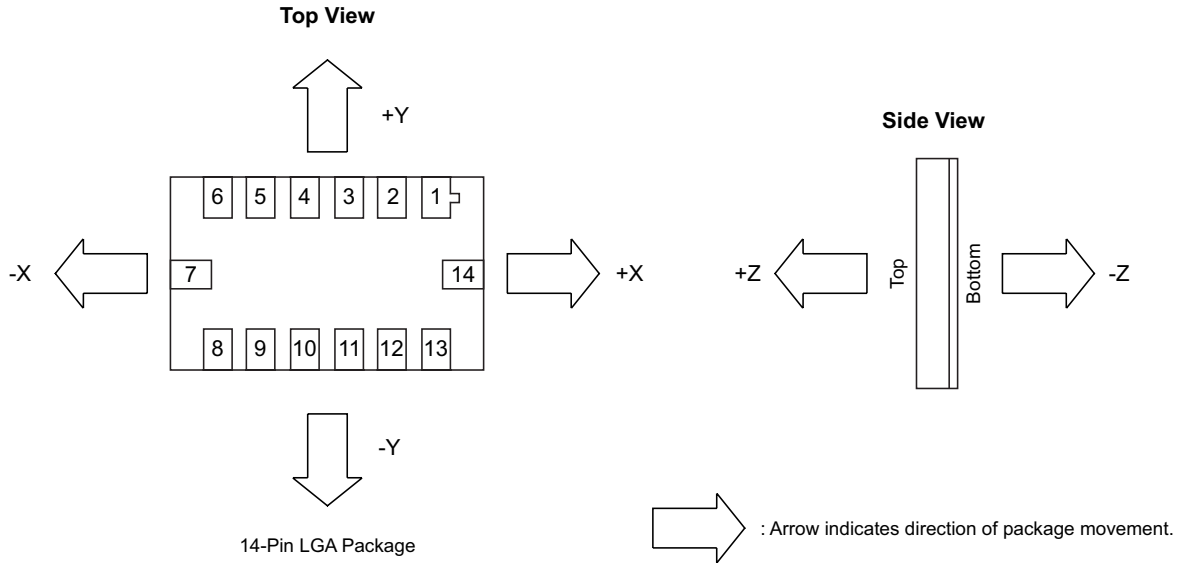 Top View
+Y
Side View
6 5 4 3 2 1
-X
7
14
+X
+Z
Top
Bottom
-Z
8 9 10 11 12 13
-Y
14-Pin LGA Package
: Arrow indicates direction of package movement.